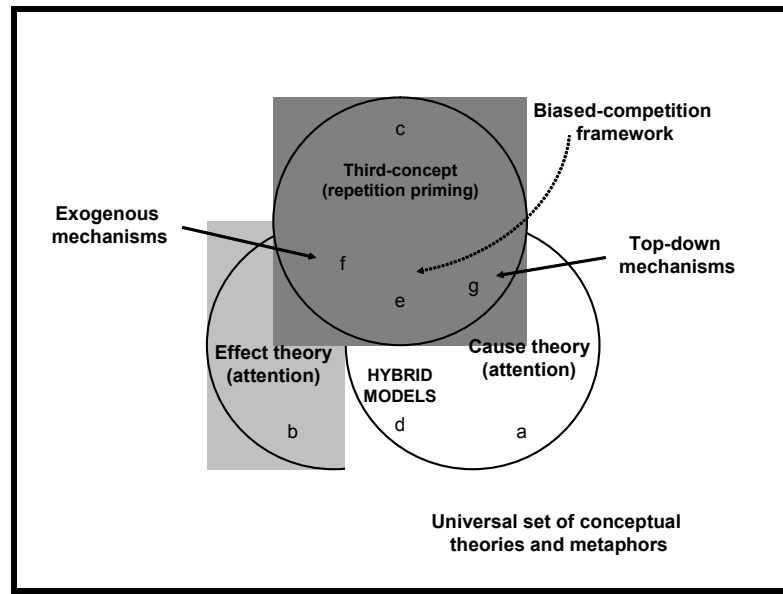 c
Third-concept
(repetition priming)
Biased-competition
framework
Exogenous
mechanisms
f
e
g
Top-down
mechanisms
Effect theory
(attention)
b
HYBRID
MODELS
d
Cause theory
(attention)
a
Universal set of conceptual
theories and metaphors